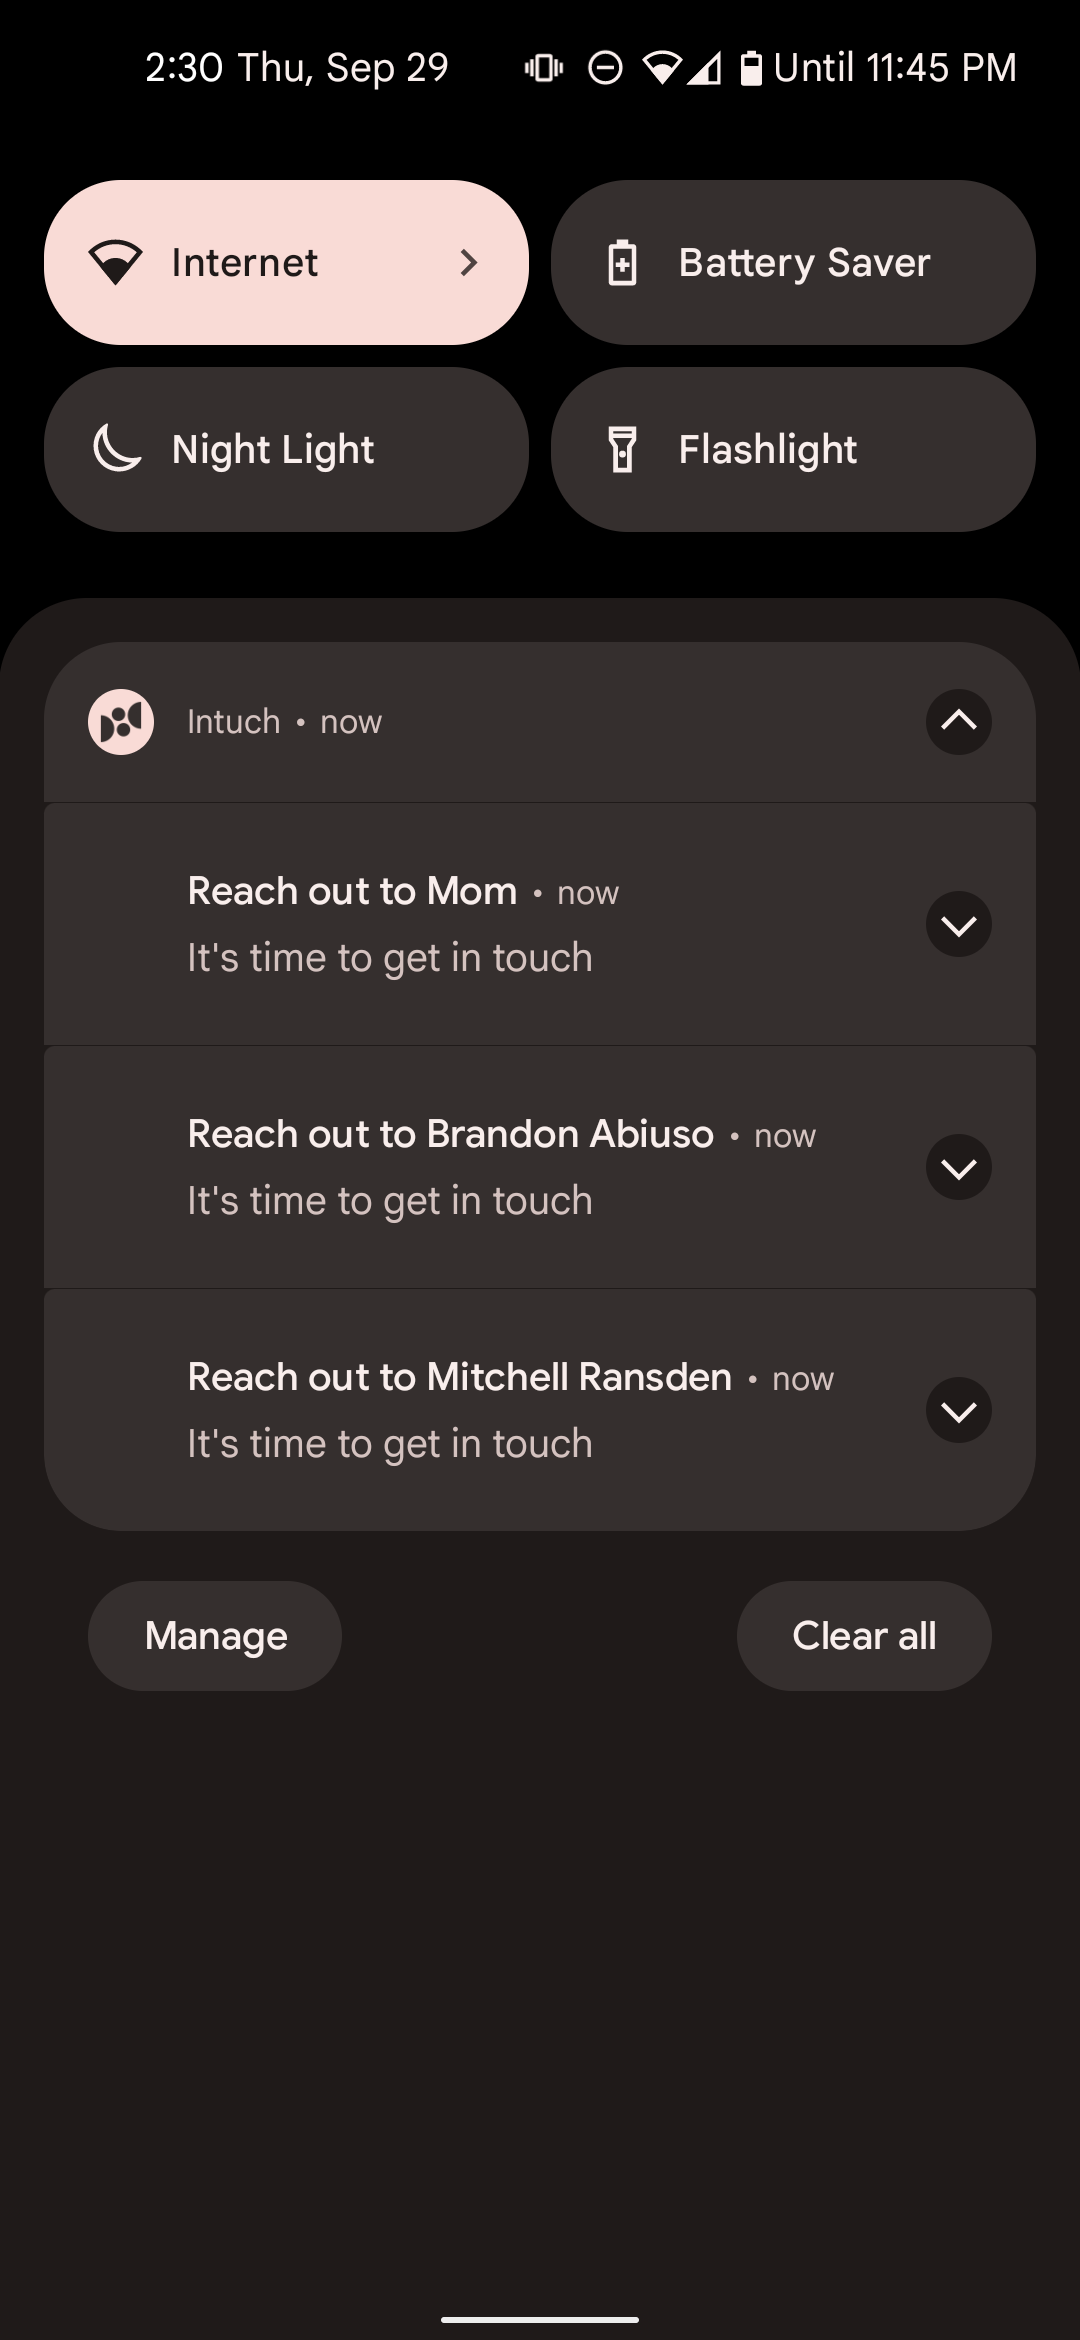 2:30 Thu, Sep 29 Until 11:45 PM
Internet
Battery Saver
Night Light
Flashlight
Intuch • now
Reach out to Mom • now
It's time to get in touch
Reach out to Brandon Abiuso • now
It's time to get in touch
Reach out to Mitchell Ransden • now
It's time to get in touch
Manage
Clear all